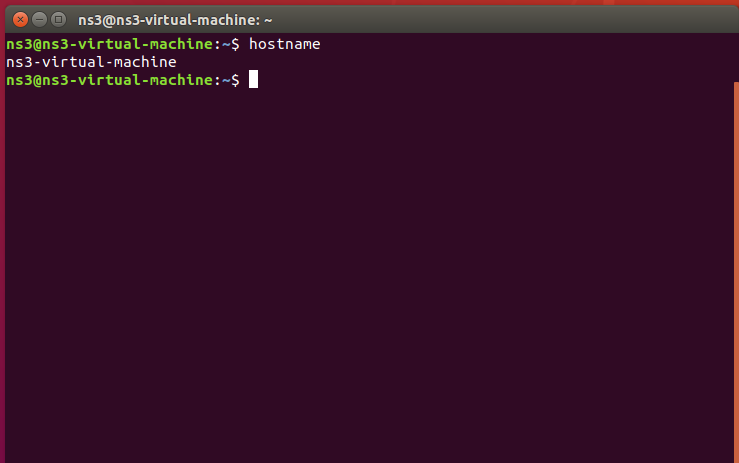 ns3@ns3-virtual-machine: ~
ns3@ns3-virtual-machine:~$ hostname
ns3-virtual-machine
ns3@ns3-virtual-machine:~$